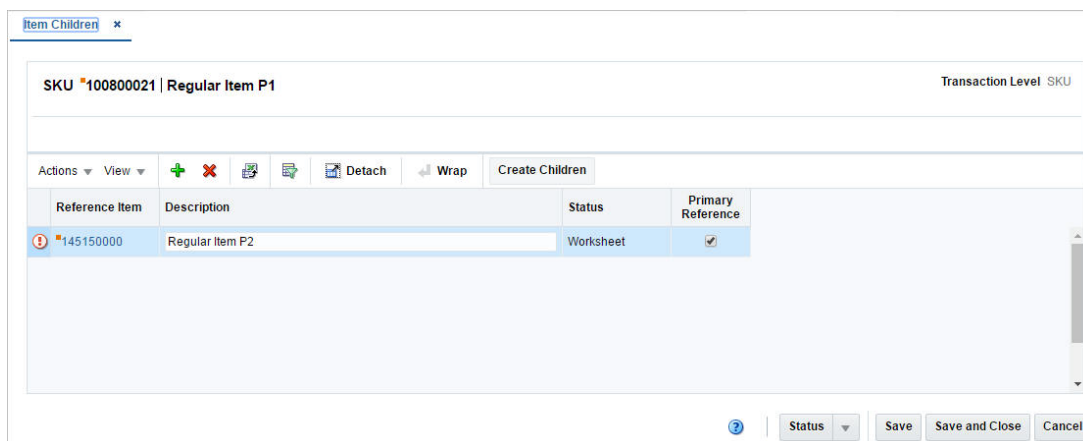 Item Children ×
SKU 100800021 | Regular Item P1
Transaction Level SKU
Actions View Detach Wrap Create Children
Reference Item Description Status Primary Reference
145150000 Regular Item P2 Worksheet
Status Save Save and Close Cancel